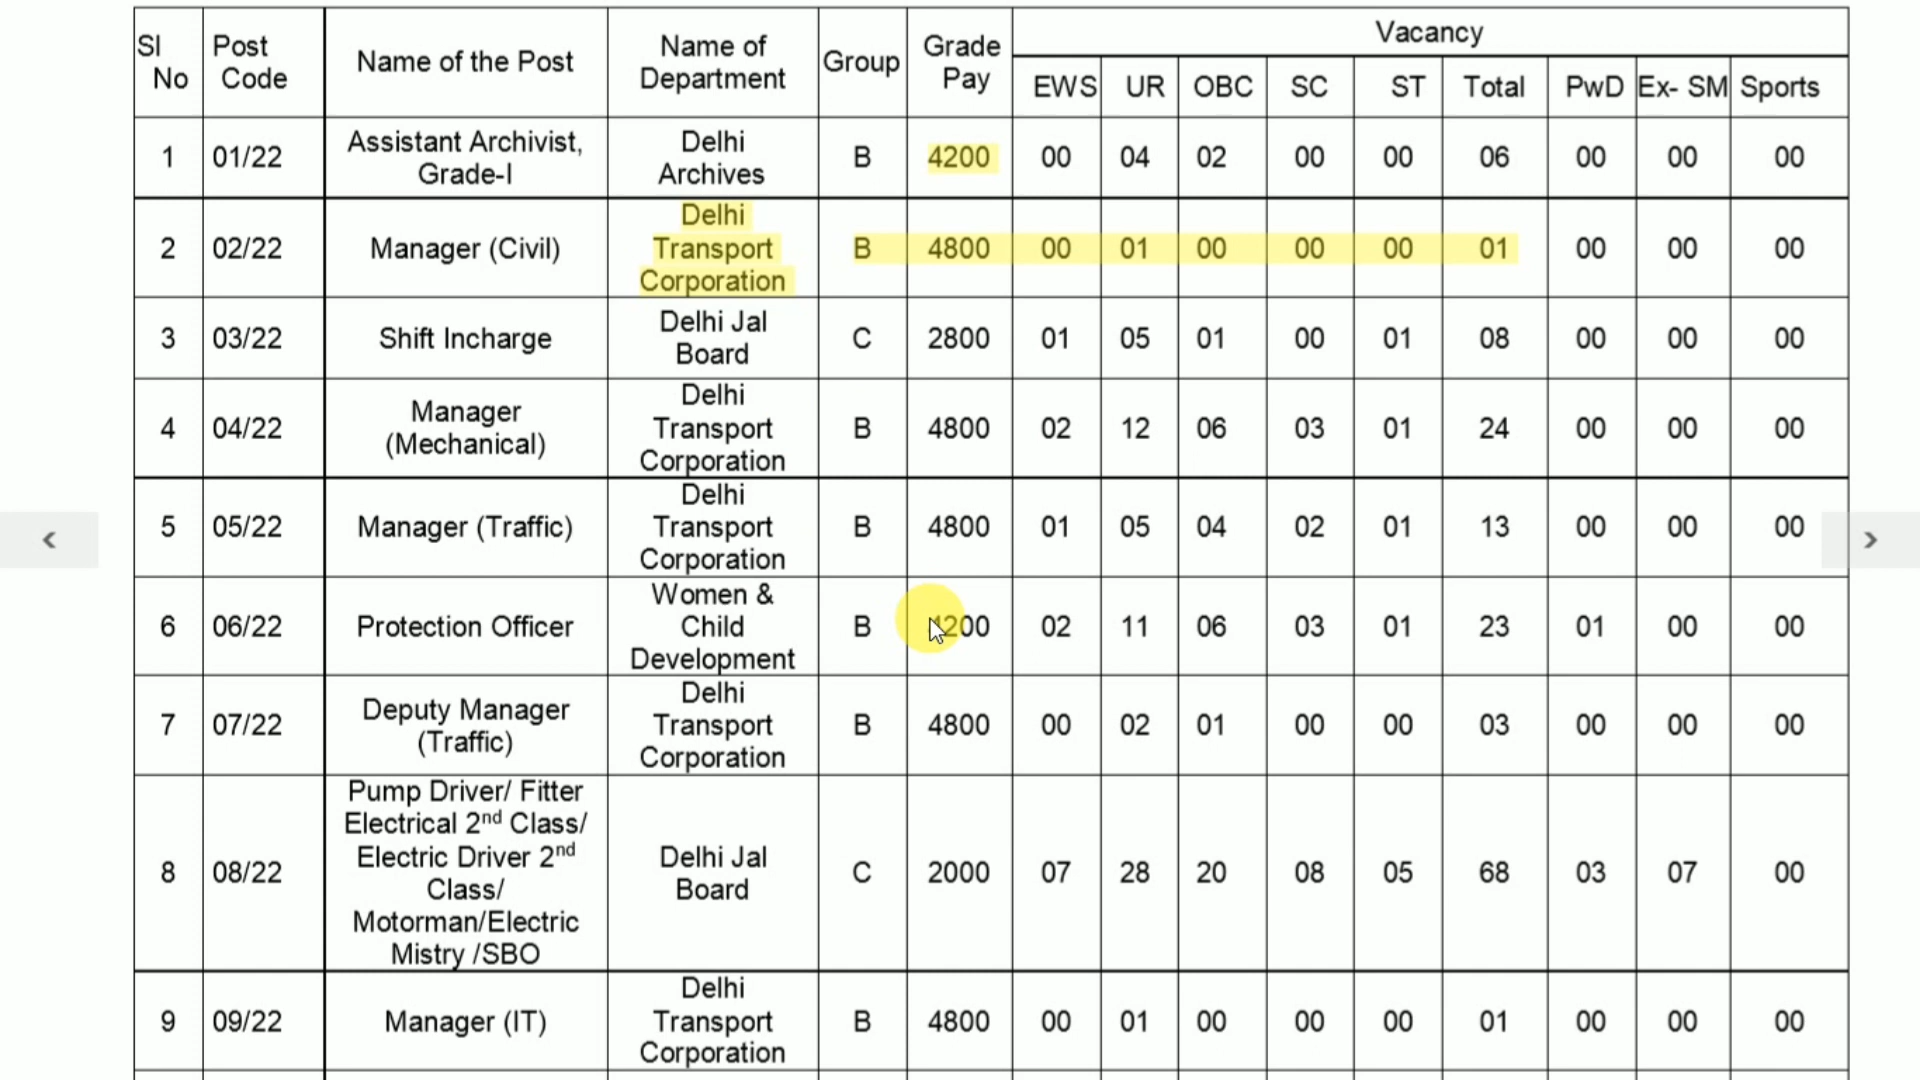 Sl No | Post Code | Name of the Post | Name of Department | Group | Grade Pay | Vacancy
EWS | UR | OBC | SC | ST | Total | PwD | Ex- SM | Sports
1 | 01/22 | Assistant Archivist, Grade-I | Delhi Archives | B | 4200 | 00 | 04 | 02 | 00 | 00 | 06 | 00 | 00 | 00
2 | 02/22 | Manager (Civil) | Delhi Transport Corporation | B | 4800 | 00 | 01 | 00 | 00 | 00 | 01 | 00 | 00 | 00
3 | 03/22 | Shift Incharge | Delhi Jal Board | C | 2800 | 01 | 05 | 01 | 00 | 01 | 08 | 00 | 00 | 00
4 | 04/22 | Manager (Mechanical) | Delhi Transport Corporation | B | 4800 | 02 | 12 | 06 | 03 | 01 | 24 | 00 | 00 | 00
5 | 05/22 | Manager (Traffic) | Delhi Transport Corporation | B | 4800 | 01 | 05 | 04 | 02 | 01 | 13 | 00 | 00 | 00
6 | 06/22 | Protection Officer | Women & Child Development | B | 4200 | 02 | 11 | 06 | 03 | 01 | 23 | 01 | 00 | 00
7 | 07/22 | Deputy Manager (Traffic) | Delhi Transport Corporation | B | 4800 | 00 | 02 | 01 | 00 | 00 | 03 | 00 | 00 | 00
8 | 08/22 | Pump Driver/ Fitter Electrical 2nd Class/ Electric Driver 2nd Class/ Motorman/Electric Mistry /SBO | Delhi Jal Board | C | 2000 | 07 | 28 | 20 | 08 | 05 | 68 | 03 | 07 | 00
9 | 09/22 | Manager (IT) | Delhi Transport Corporation | B | 4800 | 00 | 01 | 00 | 00 | 00 | 01 | 00 | 00 | 00